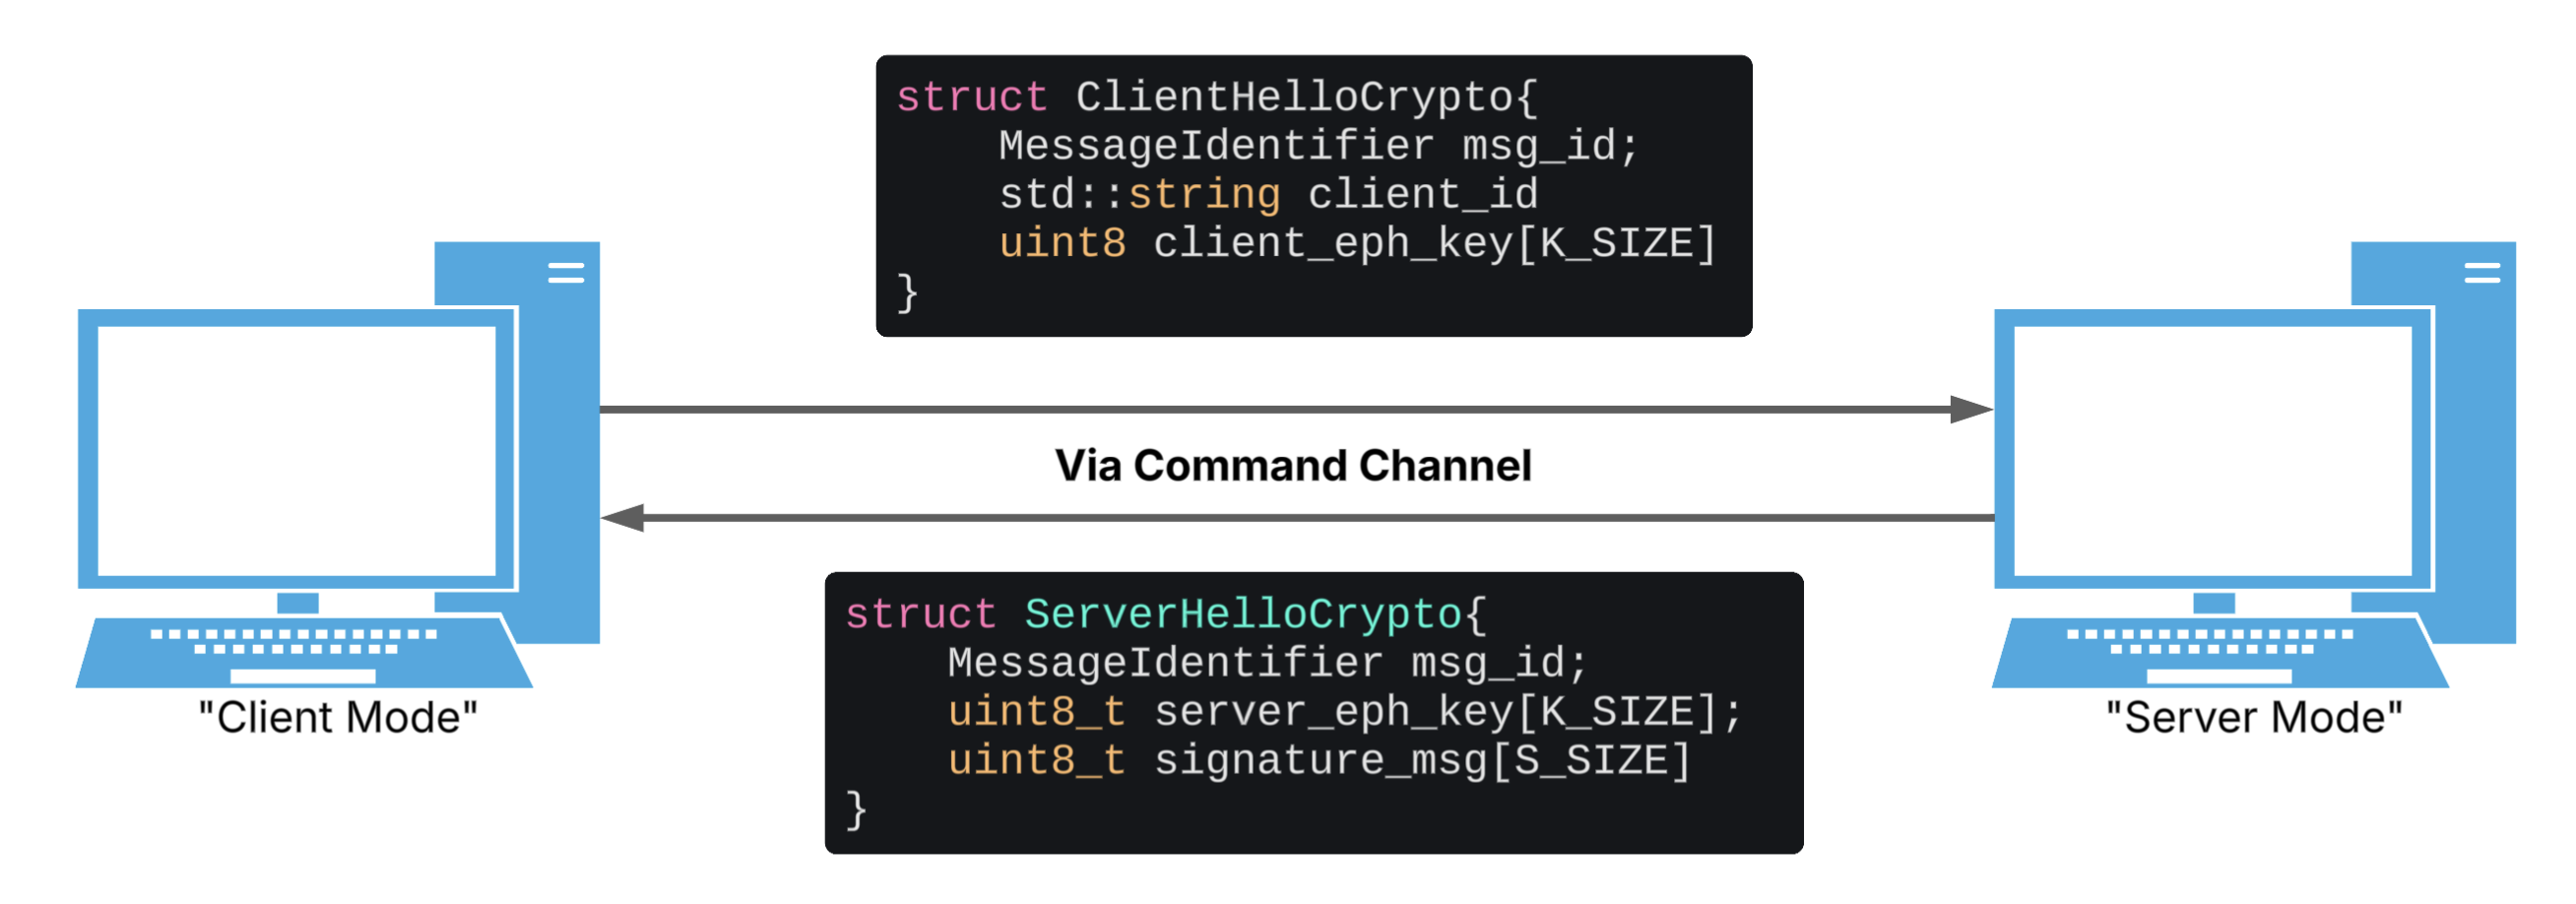 struct ClientHelloCrypto{
MessageIdentifier msg_id;
std::string client_id
uint8 client_eph_key[K_SIZE]
}
Via Command Channel
struct ServerHelloCrypto{
MessageIdentifier msg_id;
uint8_t server_eph_key[K_SIZE];
uint8_t signature_msg[S_SIZE]
}
"Client Mode"
"Server Mode"